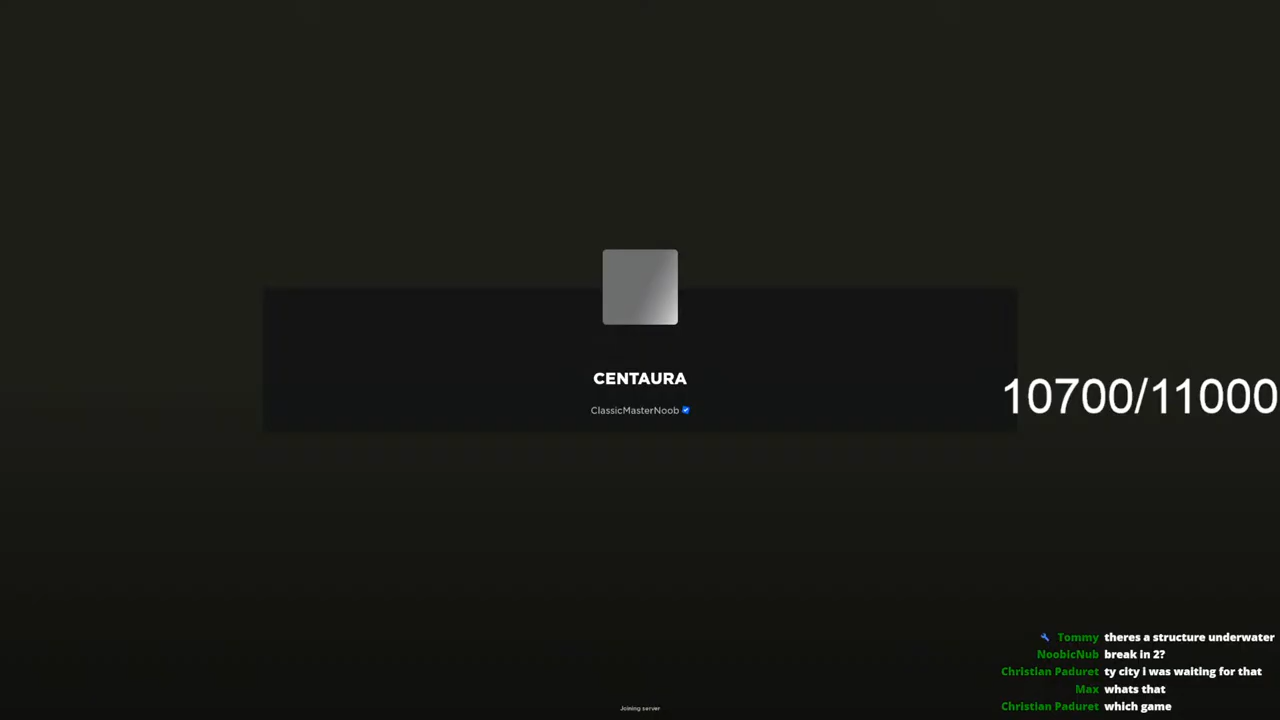 CENTAURA
ClassicMasterNoob
10700/11000
Tommy theres a structure underwater
NoobicNub break in 2?
Christian Paduret ty city i was waiting for that
Max whats that
Christian Paduret which game
Joining server